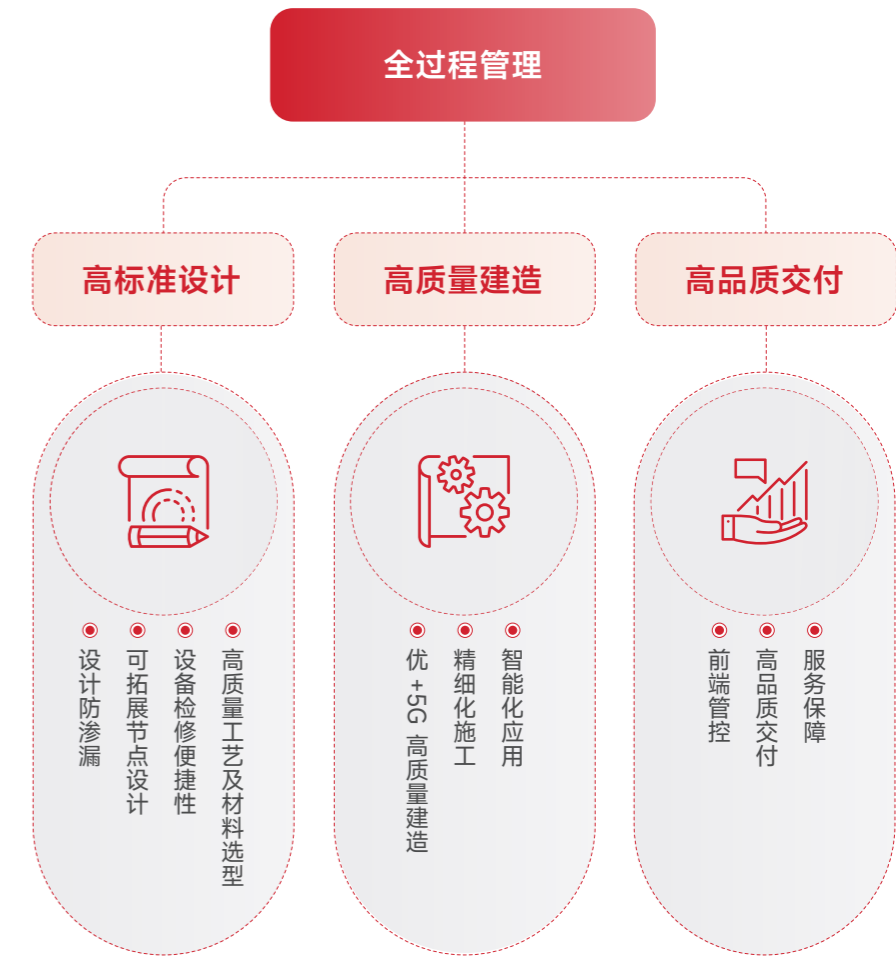 全过程管理
高标准设计
高质量建造
高品质交付
设计防渗漏
可拓展节点设计
设备检修便捷性
高质量工艺及材料选型
优+5G 高质量建造
精细化施工
智能化应用
前端管控
高品质交付
服务保障